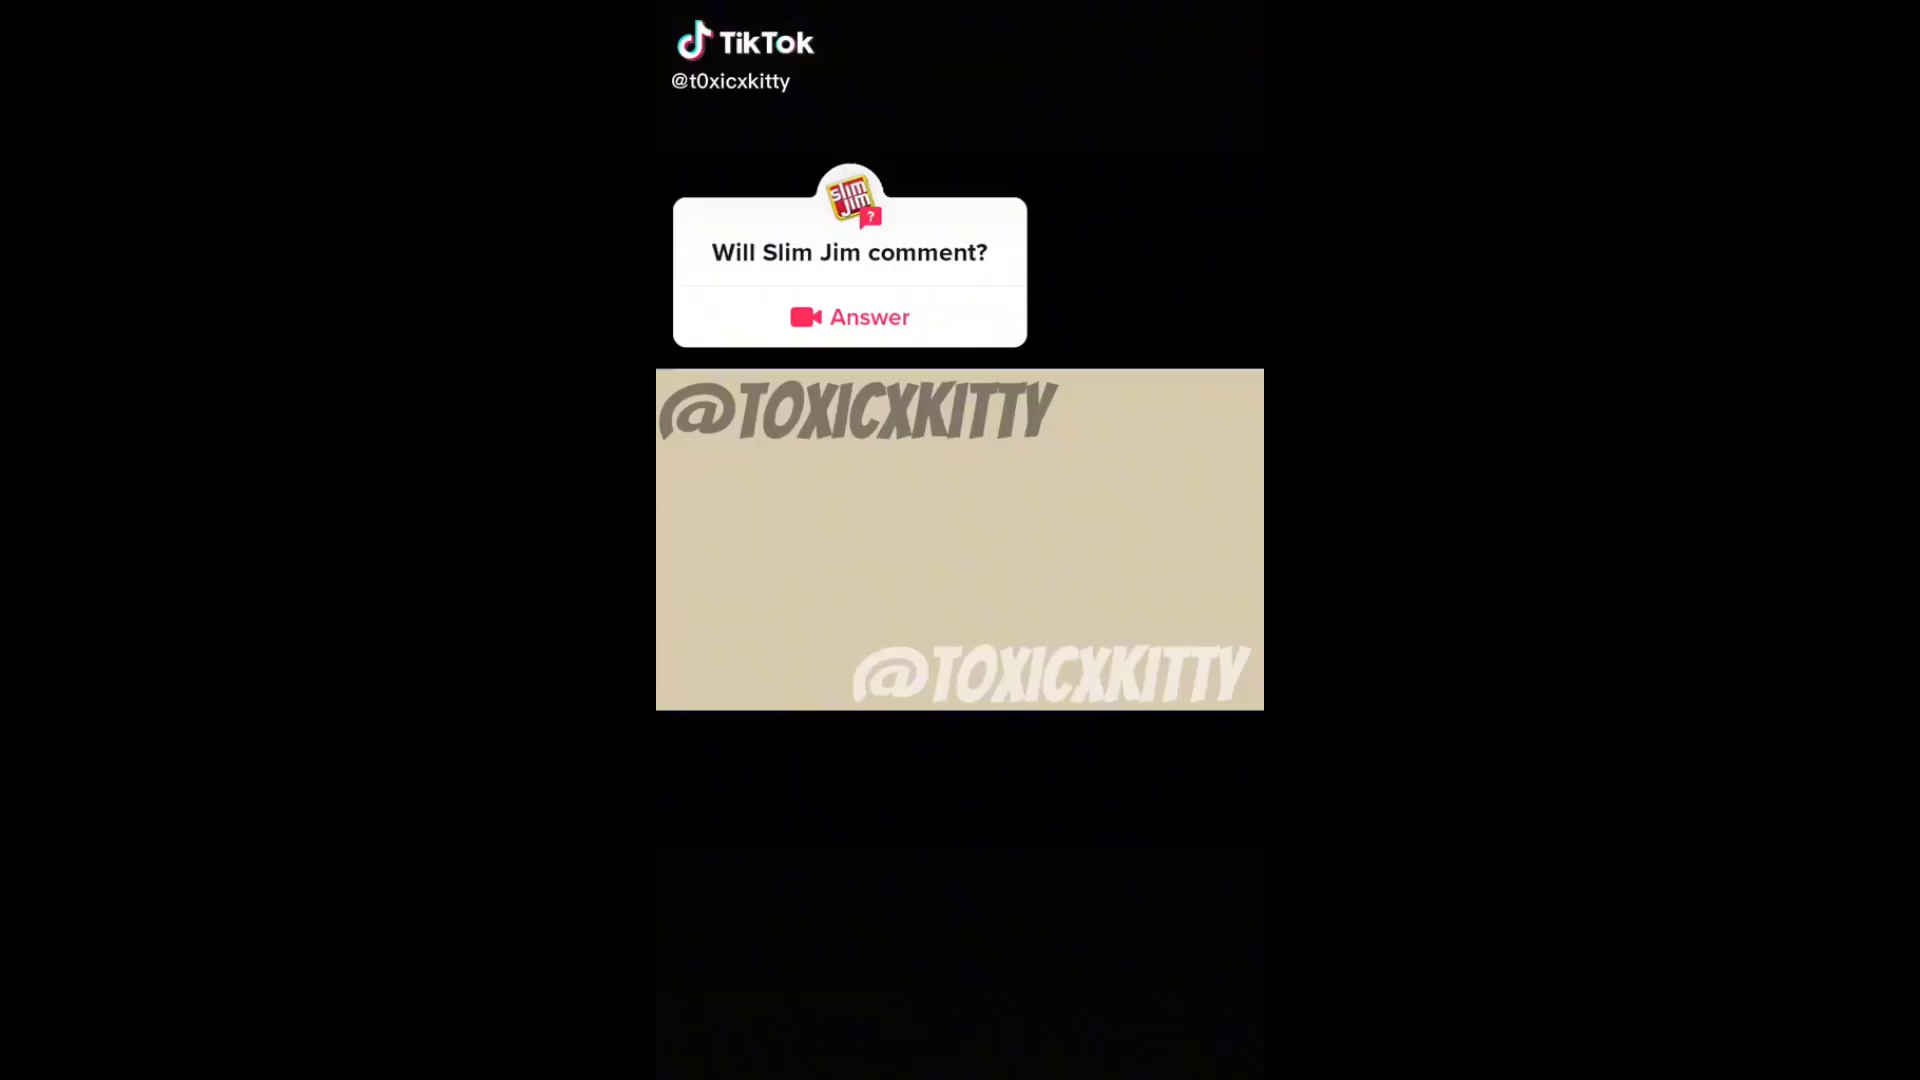 TikTok
@t0xicxkitty
slim
jim
?
Will Slim Jim comment?
Answer
@TOXICXKITTY
@TOXICXKITTY